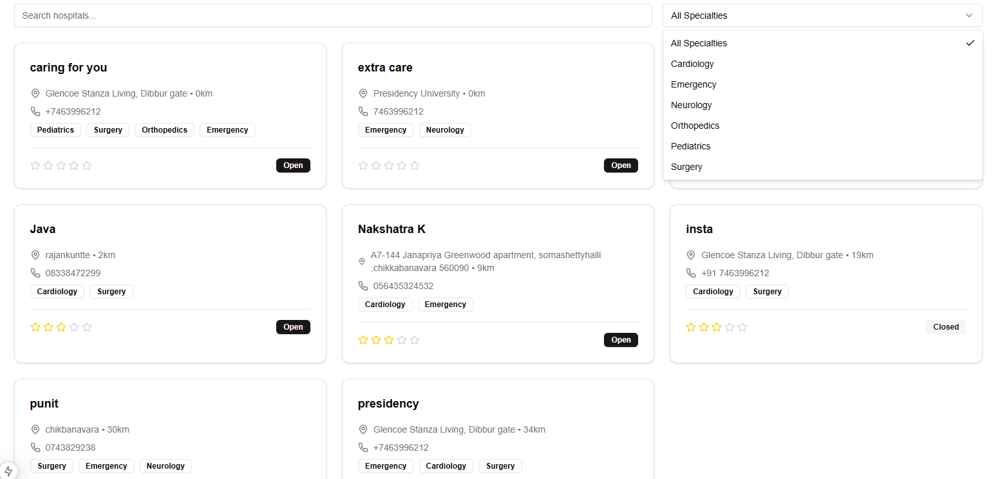 Search hospitals...
All Specialties
All Specialties
Cardiology
Emergency
Neurology
Orthopedics
Pediatrics
Surgery
caring for you
Glencoe Stanza Living, Dibbur gate • 0km
+7463996212
Pediatrics Surgery Orthopedics Emergency
Open
extra care
Presidency University • 0km
7463996212
Emergency Neurology
Open
Java
rajankuntte • 2km
08338472299
Cardiology Surgery
Open
Nakshatra K
A7-144 Janapriya Greenwood apartment, somashettyhalli
,chikkabanavara 560090 • 9km
056435324532
Cardiology Emergency
Open
insta
Glencoe Stanza Living, Dibbur gate • 19km
+91 7463996212
Cardiology Surgery
Closed
punit
chikbanavara • 30km
0743829238
Surgery Emergency Neurology
presidency
Glencoe Stanza Living, Dibbur gate • 34km
+7463996212
Emergency Cardiology Surgery